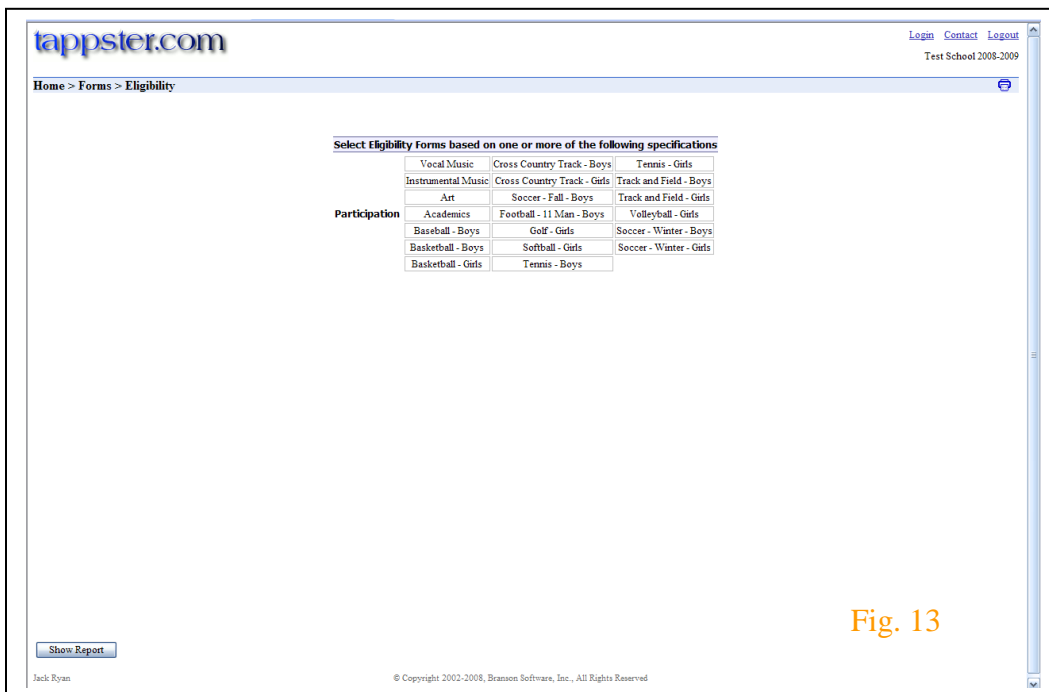 tappster.com
Login Contact Logout
Test School 2008-2009
Home > Forms > Eligibility
Select Eligibility Forms based on one or more of the following specifications
Vocal Music Cross Country Track - Boys Tennis - Girls
Instrumental Music Cross Country Track - Girls Track and Field - Boys
Art Soccer - Fall - Boys Track and Field - Girls
Participation Academics Football - 11 Man - Boys Volleyball - Girls
Baseball - Boys Golf - Girls Soccer - Winter - Boys
Basketball - Boys Softball - Girls Soccer - Winter - Girls
Basketball - Girls Tennis - Boys
Fig. 13
Show Report
Jack Ryan © Copyright 2002-2008, Branson Software, Inc., All Rights Reserved